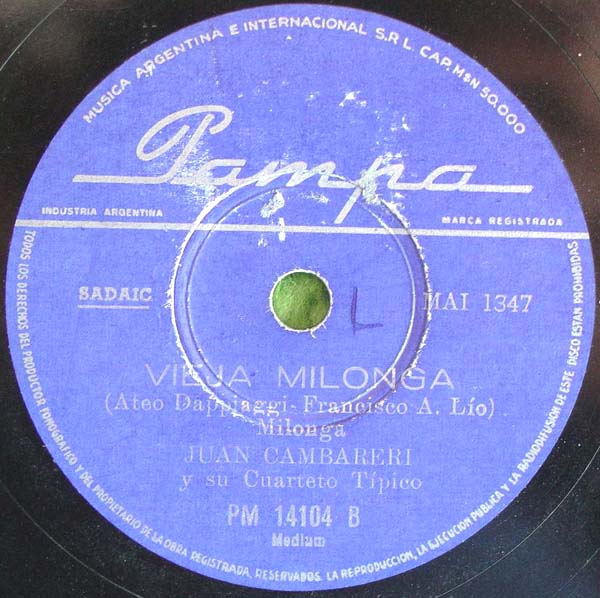 MUSICA ARGENTINA E INTERNACIONAL S.R.L. CAP. M$N 50.000
Pampa
INDUSTRIA ARGENTINA
MARCA REGISTRADA
SADAIC
MAI 1347
L
VIEJA MILONGA
(Ateo Dappiaggi - Francisco A. Lío)
Milonga
JUAN CAMBARERI
y su Cuarteto Típico
PM 14104 B
Medium
TODOS LOS DERECHOS DEL PRODUCTOR FONOGRAFICO Y DEL PROPIETARIO DE LA OBRA REGISTRADA, RESERVADOS. LA REPRODUCCION, LA EJECUCION PUBLICA Y LA RADIODIFUSION DE ESTE DISCO ESTAN PROHIBIDAS